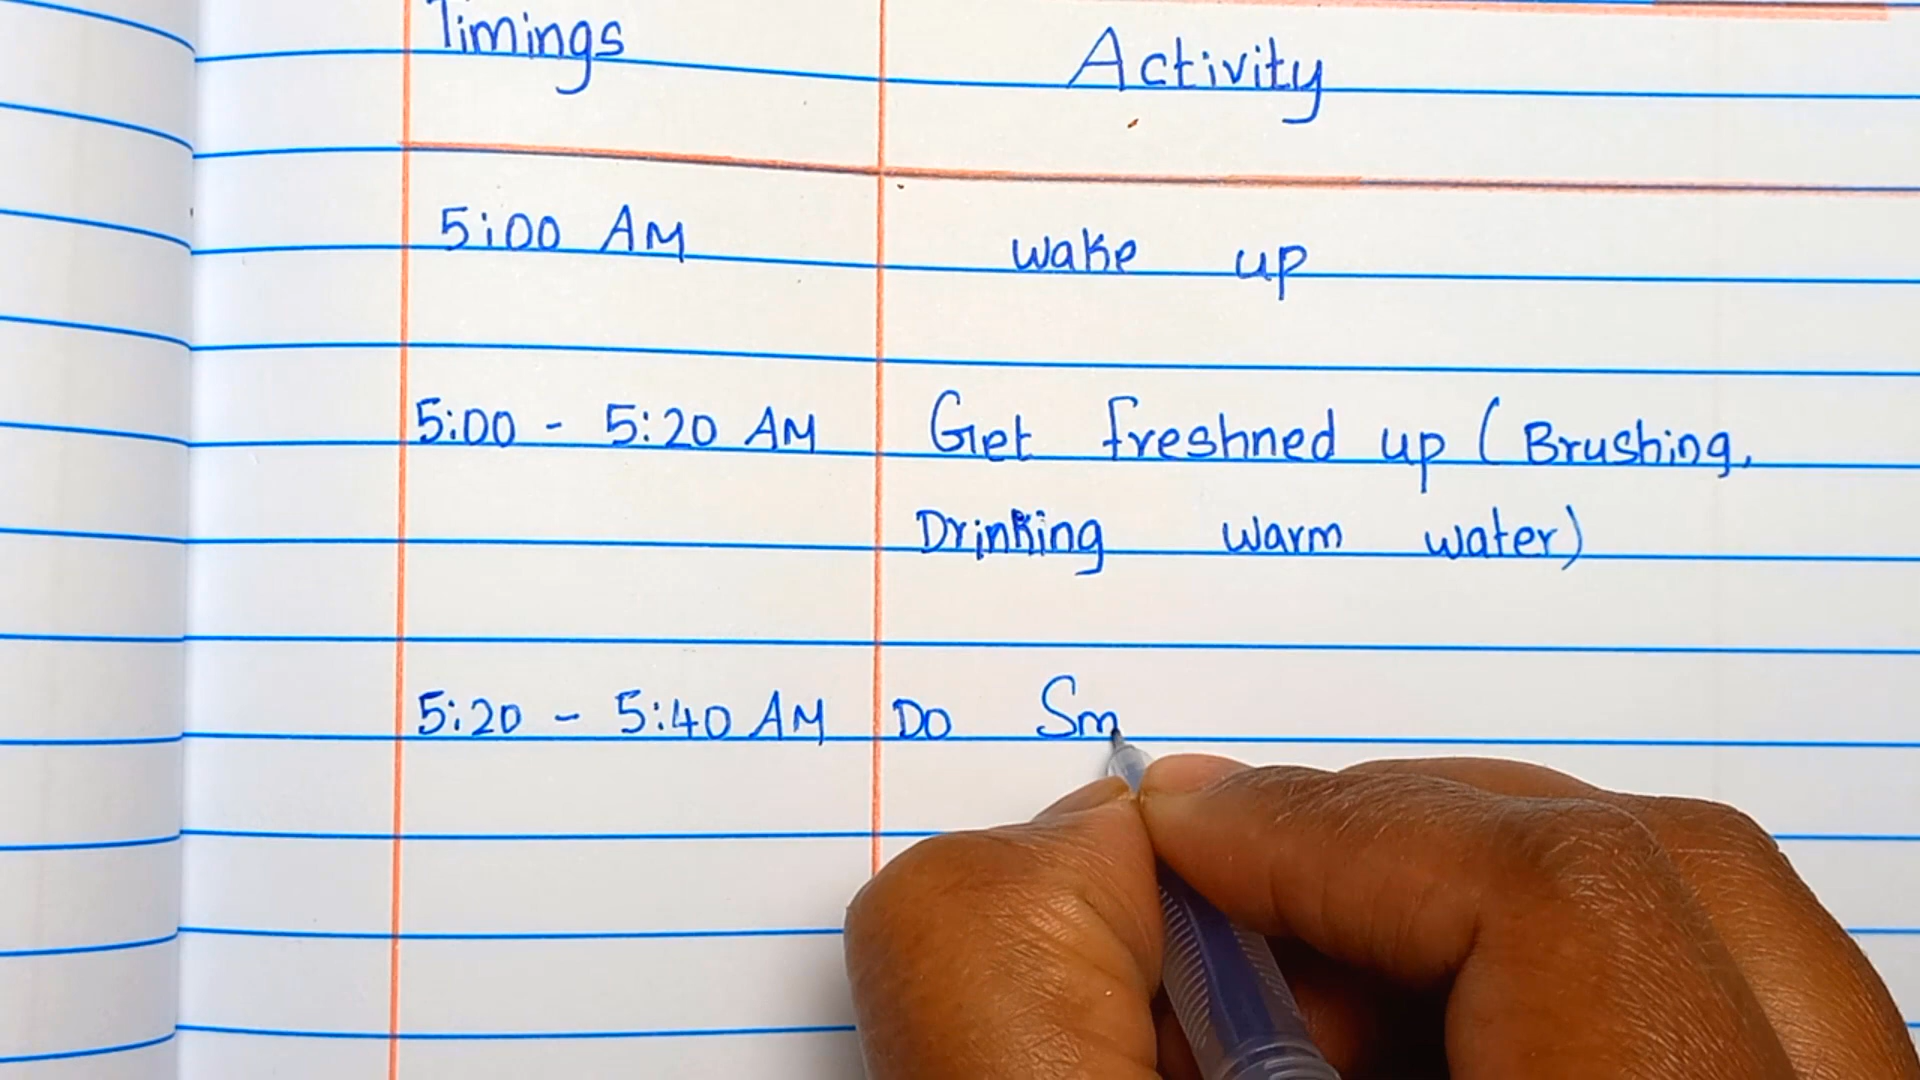 Timings Activity
5:00 AM wake up
5:00 - 5:20 AM Get freshned up (Brushing,
Drinking warm water)
5:20 - 5:40 AM Do Sm